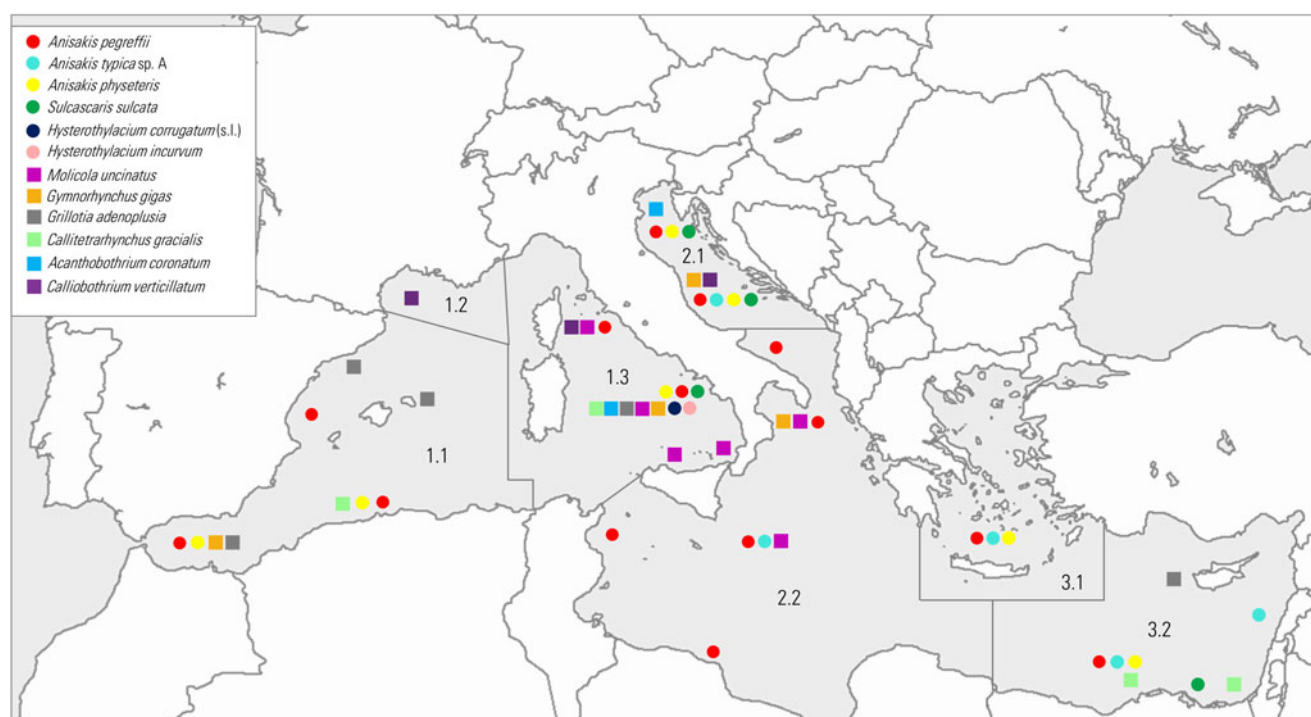 Anisakis pegreffii
Anisakis typica sp. A
Anisakis physeteris
Sulcascaris sulcata
Hysterothylacium corrugatum (s.l.)
Hysterothylacium incurvum
Molicola uncinatus
Gymnorhynchus gigas
Grillotia adenoplusia
Callitetrarhynchus gracialis
Acanthobothrium coronatum
Calliobothrium verticillatum
2.1
1.2
1.3
1.1
2.2
3.1
3.2